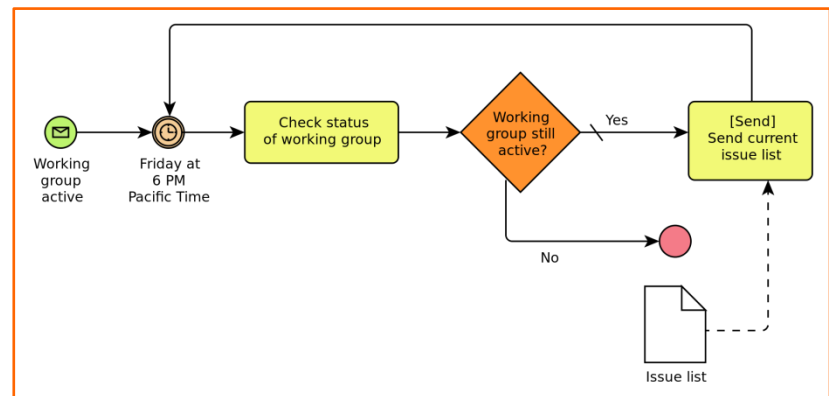 Working
group
active
Friday at
6 PM
Pacific Time
Check status
of working group
Working
group still
active?
Yes
No
[Send]
Send current
issue list
Issue list